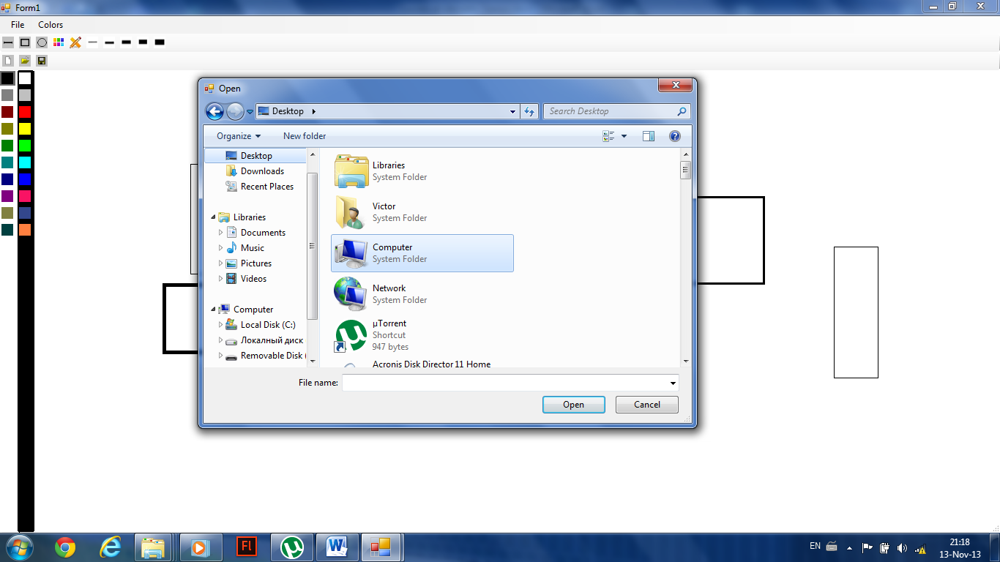 Form1
File Colors
Open
Desktop
Search Desktop
Organize New folder
Desktop
Downloads
Recent Places
Libraries
Documents
Music
Pictures
Videos
Computer
Local Disk (C:)
Локалный диск
Removable Disk (
Libraries
System Folder
Victor
System Folder
Computer
System Folder
Network
System Folder
µTorrent
Shortcut
947 bytes
Acronis Disk Director 11 Home
File name:
Open Cancel
Fl
W
EN
21:18
13-Nov-13